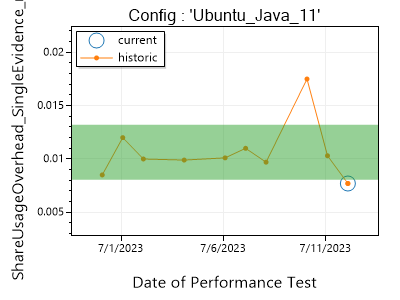 Config : 'Ubuntu_Java_11'
current
historic
0.02
0.015
0.01
0.005
ShareUsageOverhead_SingleEvidence_
7/1/2023
7/6/2023
7/11/2023
Date of Performance Test